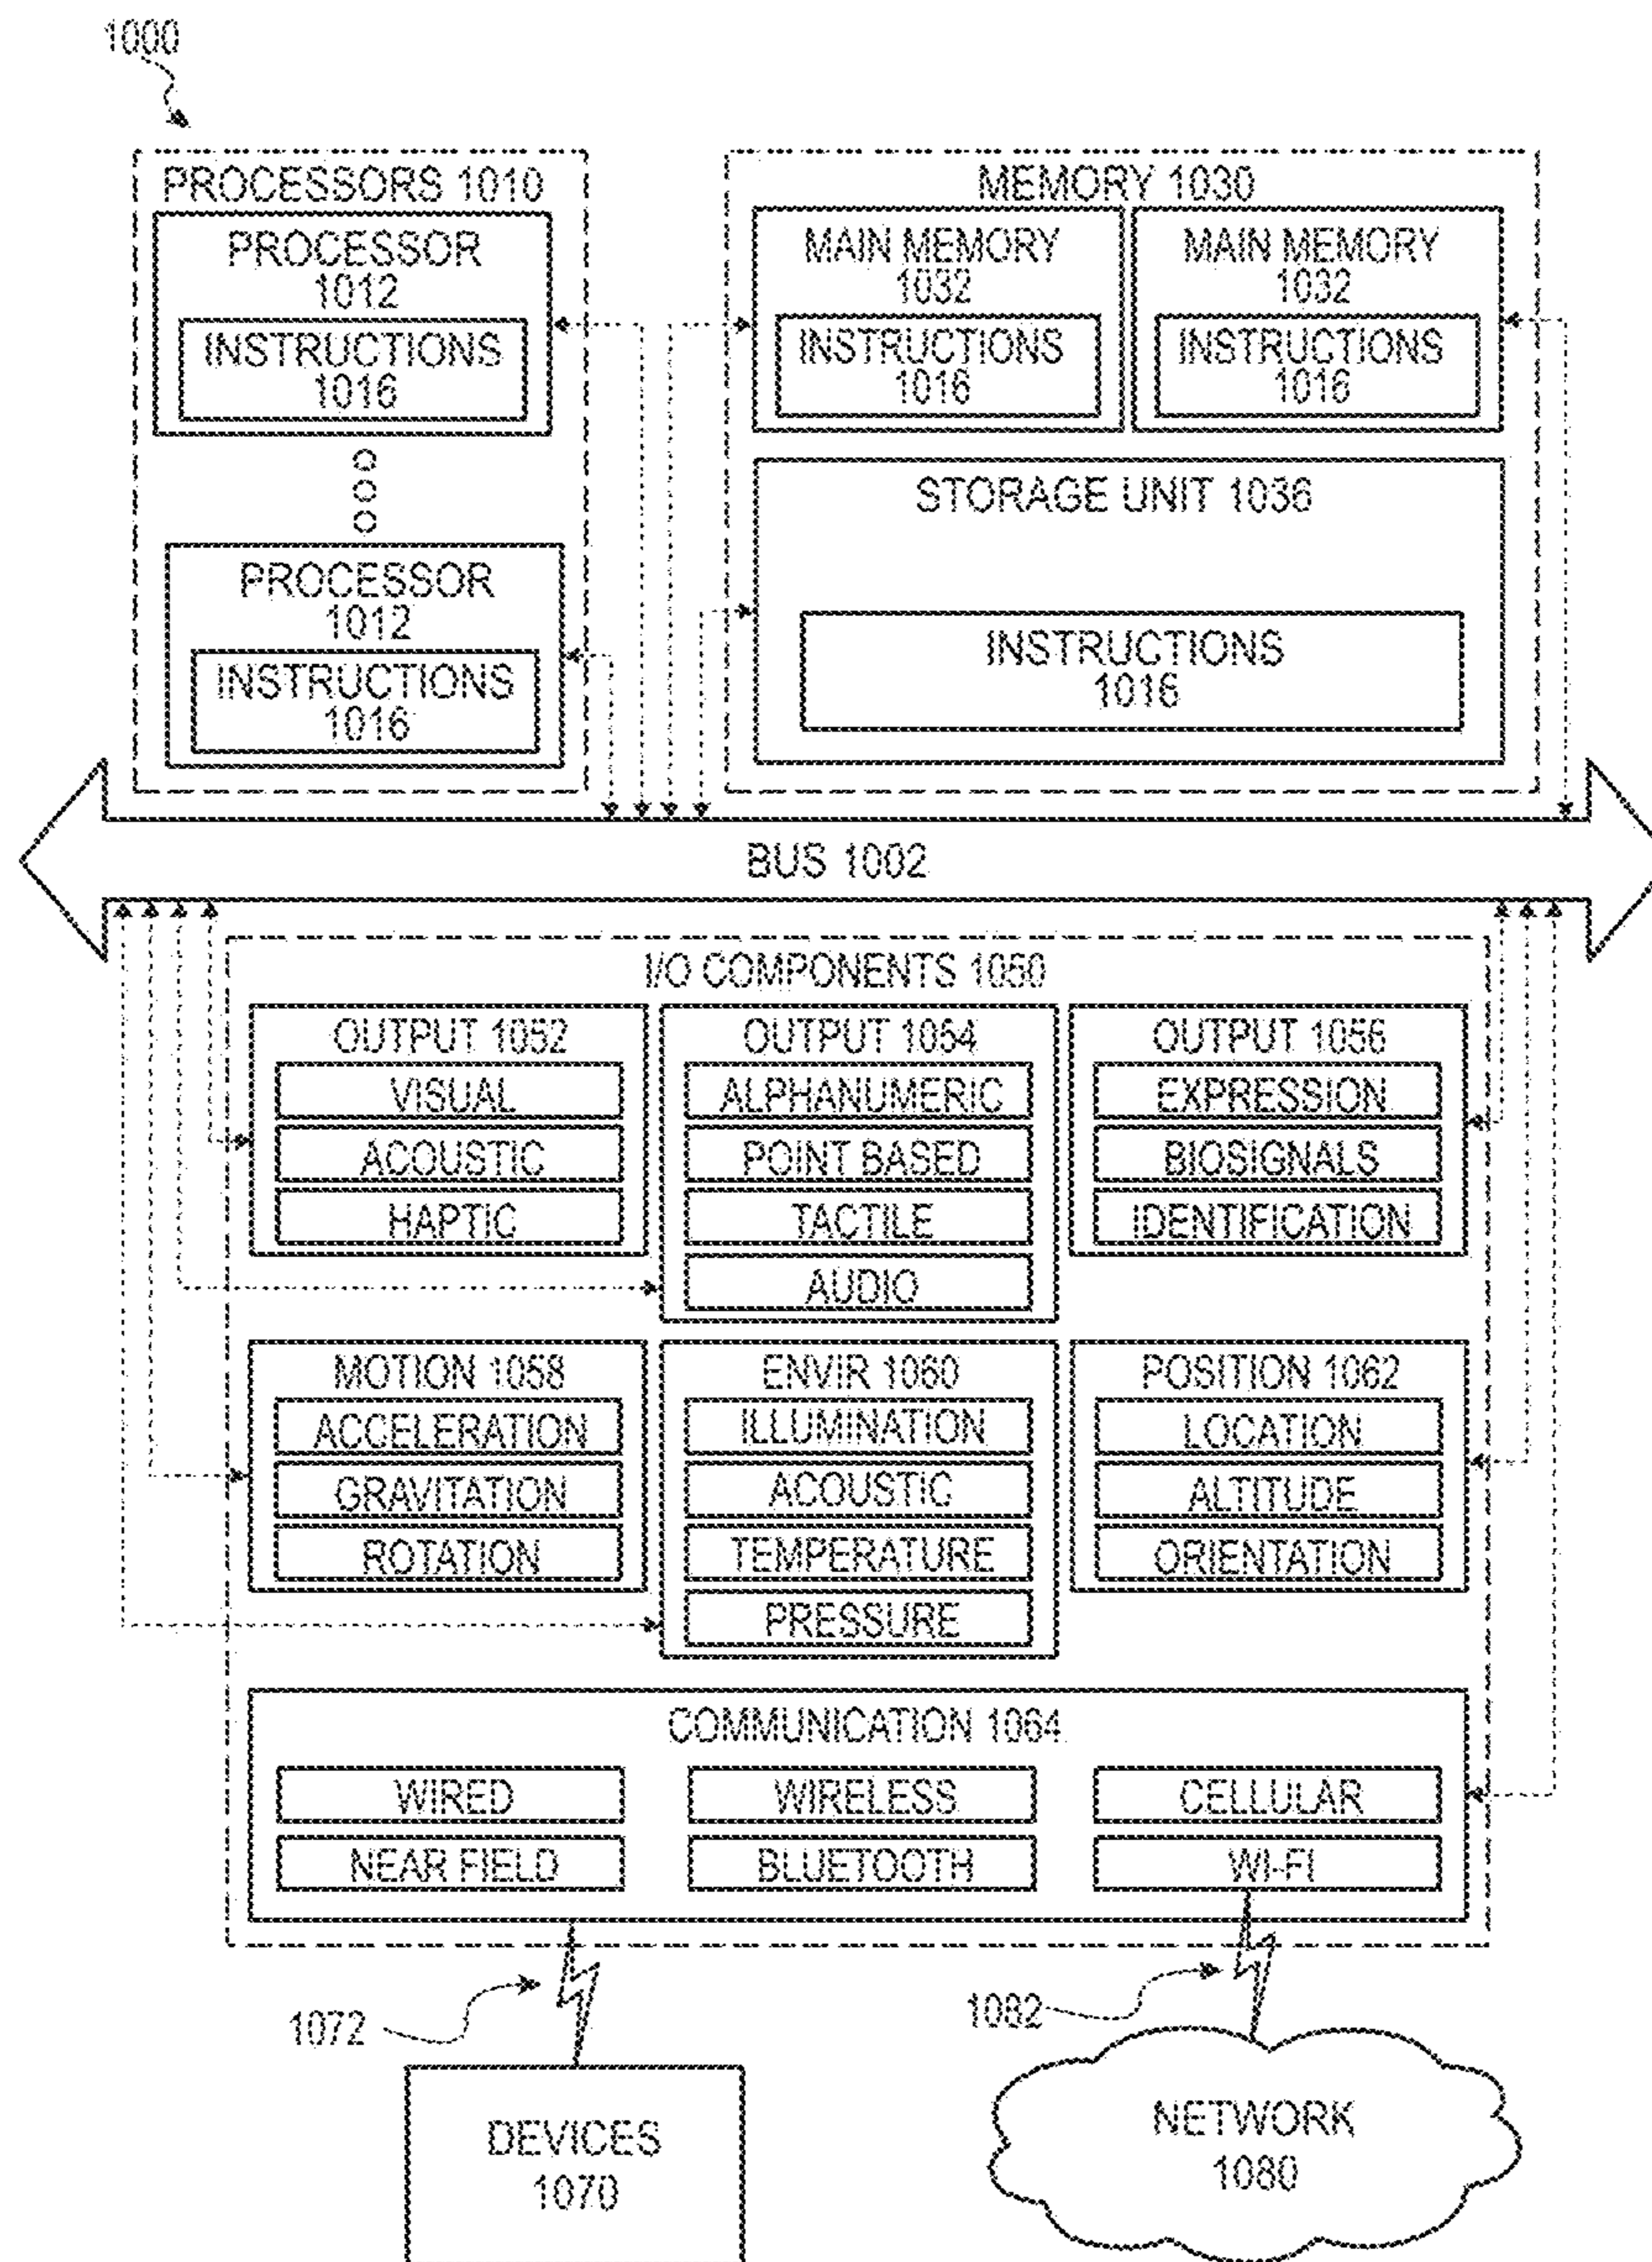 1000
PROCESSORS 1010
PROCESSOR
1012
INSTRUCTIONS
1016
PROCESSOR
1012
INSTRUCTIONS
1016
MEMORY 1030
MAIN MEMORY
1032
INSTRUCTIONS
1016
MAIN MEMORY
1032
INSTRUCTIONS
1016
STORAGE UNIT 1036
INSTRUCTIONS
1016
BUS 1002
I/O COMPONENTS 1050
OUTPUT 1052
VISUAL
ACOUSTIC
HAPTIC
OUTPUT 1054
ALPHANUMERIC
POINT BASED
TACTILE
AUDIO
OUTPUT 1056
EXPRESSION
BIOSIGNALS
IDENTIFICATION
MOTION 1058
ACCELERATION
GRAVITATION
ROTATION
ENVIR 1060
ILLUMINATION
ACOUSTIC
TEMPERATURE
PRESSURE
POSITION 1062
LOCATION
ALTITUDE
ORIENTATION
COMMUNICATION 1064
WIRED
WIRELESS
CELLULAR
NEAR FIELD
BLUETOOTH
WI-FI
1072
1082
DEVICES
1070
NETWORK
1080